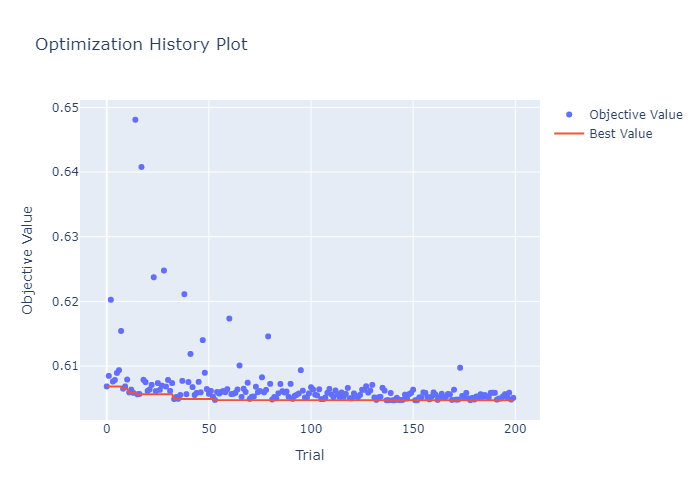 Optimization History Plot
0.65
0.64
0.63
0.62
0.61
Objective Value
0
50
100
150
200
Trial
Objective Value
Best Value